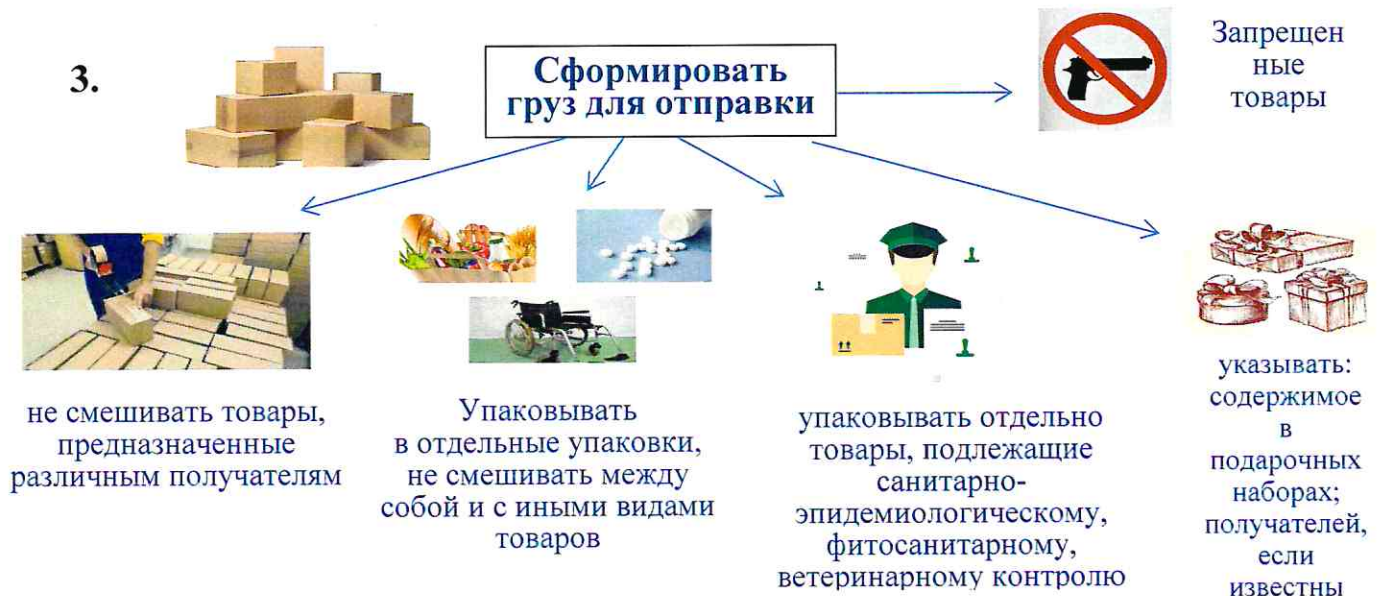 3.
Сформировать
груз для отправки
Запрещен
ные
товары
не смешивать товары,
предназначенные
различным получателям
Упаковывать
в отдельные упаковки,
не смешивать между
собой и с иными видами
товаров
упаковывать отдельно
товары, подлежащие
санитарно-
эпидемиологическому,
фитосанитарному,
ветеринарному контролю
указывать:
содержимое
в
подарочных
наборах;
получателей,
если
известны